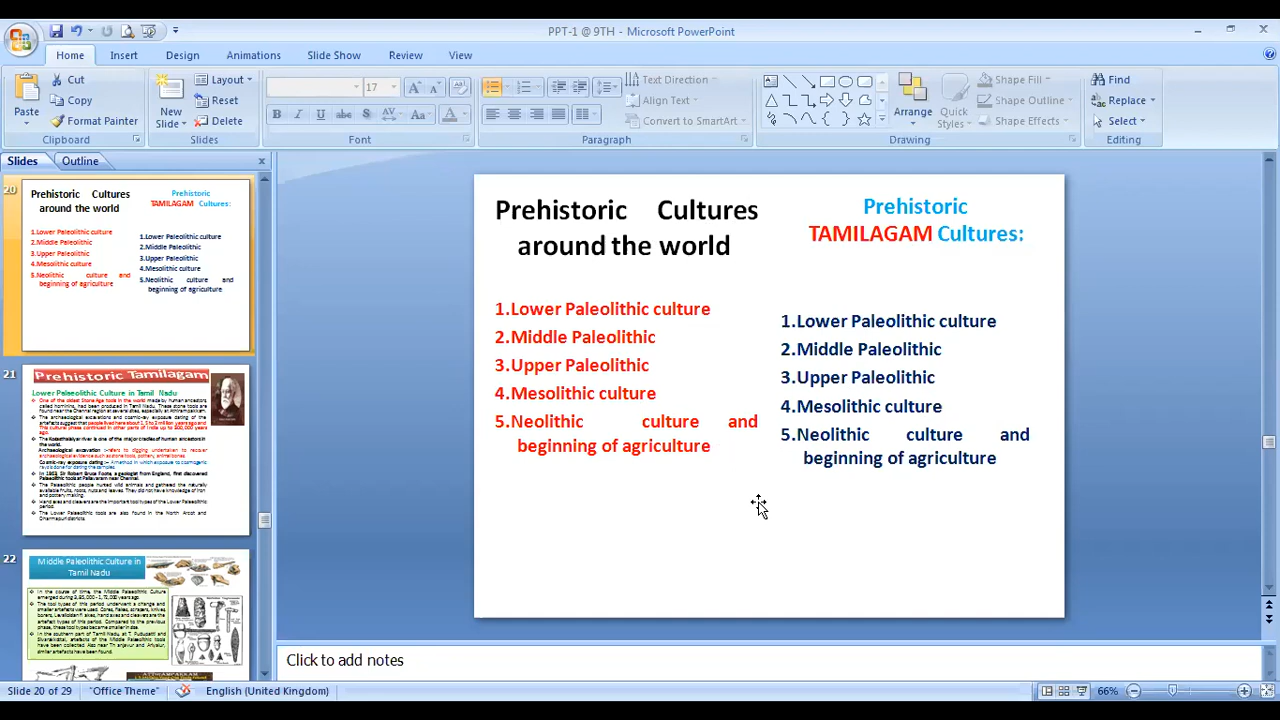 PPT-1 @ 9TH - Microsoft PowerPoint
Home Insert Design Animations Slide Show Review View
Paste
Cut
Copy
Format Painter
Clipboard
New Slide
Layout
Reset
Delete
Slides
17
B I U abc S AV Aa A
Font
Text Direction
Align Text
Convert to SmartArt
Paragraph
Arrange
Quick Styles
Shape Fill
Shape Outline
Shape Effects
Drawing
Find
Replace
Select
Editing
Slides Outline
20
Prehistoric Cultures
around the world
1.Lower Paleolithic culture
2.Middle Paleolithic
3.Upper Paleolithic
4.Mesolithic culture
5.Neolithic culture and
beginning of agriculture
Prehistoric
TAMILAGAM Cultures:
1.Lower Paleolithic culture
2.Middle Paleolithic
3.Upper Paleolithic
4.Mesolithic culture
5.Neolithic culture and
beginning of agriculture
21
Prehistoric Tamilagam
Lower Paleolithic Culture in Tamil Nadu
22
Middle Paleolithic Culture in
Tamil Nadu
Prehistoric Cultures
around the world
1.Lower Paleolithic culture
2.Middle Paleolithic
3.Upper Paleolithic
4.Mesolithic culture
5.Neolithic culture and
beginning of agriculture
Prehistoric
TAMILAGAM Cultures:
1.Lower Paleolithic culture
2.Middle Paleolithic
3.Upper Paleolithic
4.Mesolithic culture
5.Neolithic culture and
beginning of agriculture
Click to add notes
Slide 20 of 29 "Office Theme" English (United Kingdom) 66%